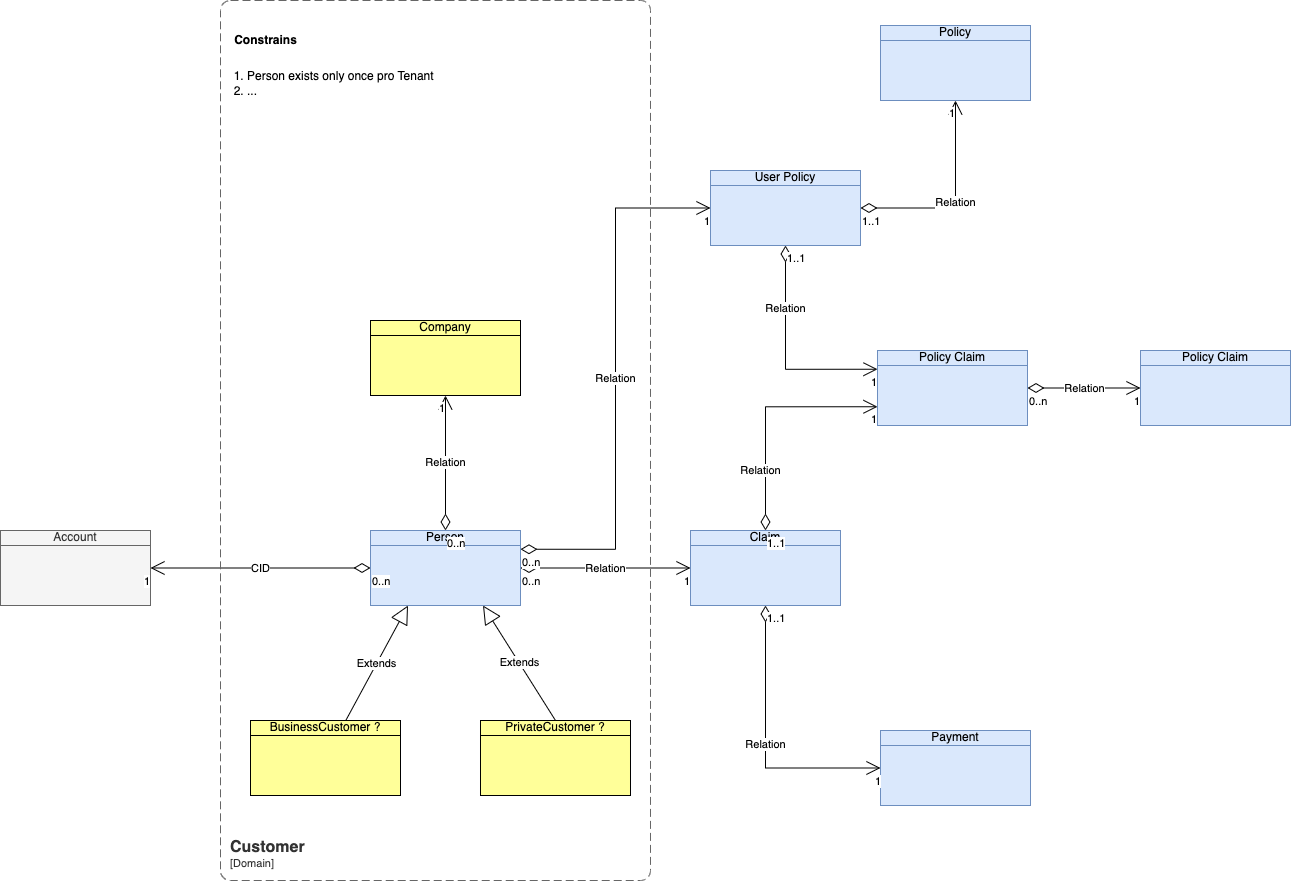 Constrains
1. Person exists only once pro Tenant
2. ...
Policy
1
Relation
User Policy
1
1..1
1..1
Relation
Company
1
Relation
Relation
Policy Claim
1
1
0..n
Relation
1
Policy Claim
Relation
Account
1
CID
Person
0..n
0..n
0..n
0..n
Relation
1
Claim
1..1
1..1
Extends
Extends
BusinessCustomer ?
PrivateCustomer ?
Relation
1
Payment
Customer
[Domain]